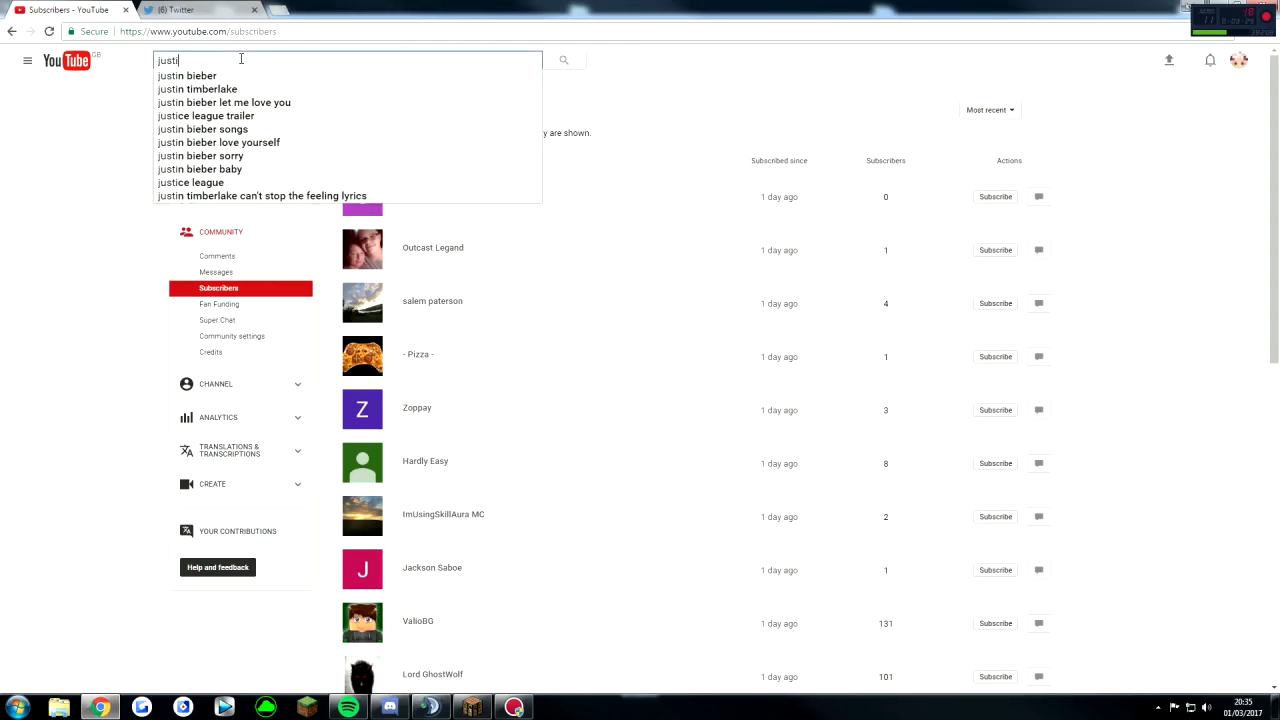 Subscribers - YouTube
(6) Twitter
Secure
https://www.youtube.com/subscribers
YouTube GB
justi
justin bieber
justin timberlake
justin bieber let me love you
justice league trailer
justin bieber songs
justin bieber love yourself
justin bieber sorry
justin bieber baby
justice league
justin timberlake can't stop the feeling lyrics
Most recent
y are shown.
Subscribed since Subscribers Actions
1 day ago 0 Subscribe
COMMUNITY
Comments
Messages
Subscribers
Fan Funding
Super Chat
Community settings
Credits
CHANNEL
ANALYTICS
TRANSLATIONS &
TRANSCRIPTIONS
CREATE
YOUR CONTRIBUTIONS
Help and feedback
Outcast Legand 1 day ago 1 Subscribe
salem paterson 1 day ago 4 Subscribe
- Pizza - 1 day ago 1 Subscribe
Z Zoppay 1 day ago 3 Subscribe
Hardly Easy 1 day ago 8 Subscribe
ImUsingSkillAura MC 1 day ago 2 Subscribe
J Jackson Saboe 1 day ago 1 Subscribe
ValioBG 1 day ago 131 Subscribe
Lord GhostWolf 1 day ago 101 Subscribe
20:35
01/03/2017